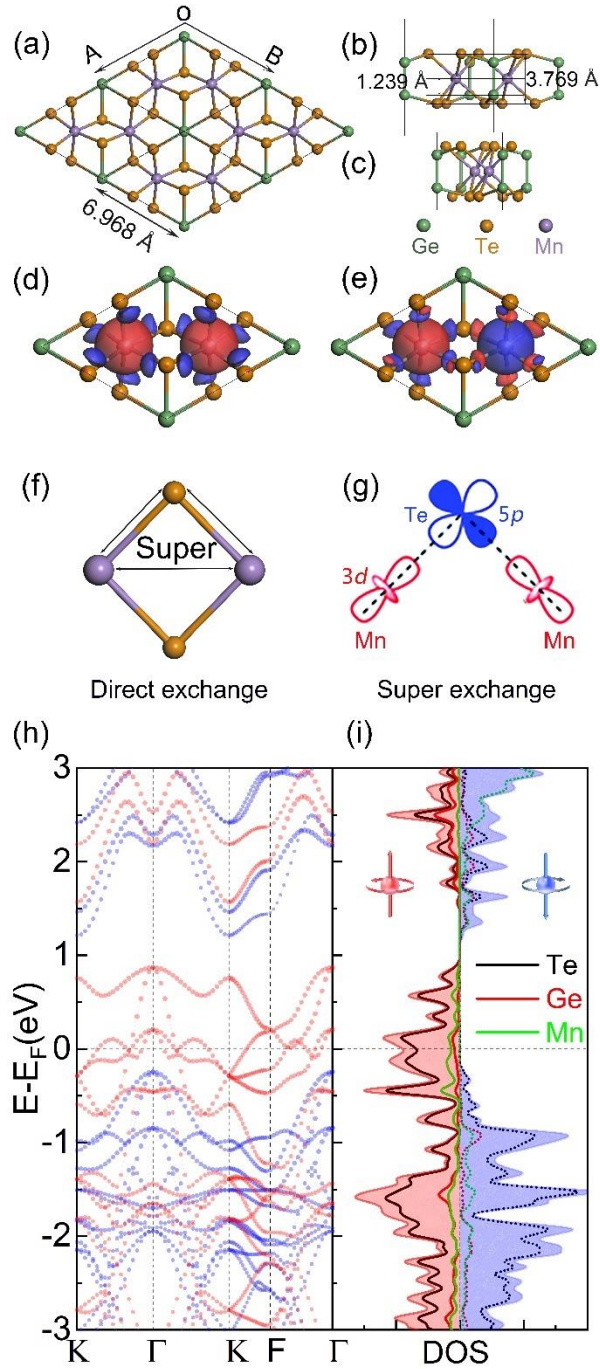 (a)
o
A
B
6.968 Å
(b)
1.239 Å
3.769 Å
(c)
Ge
Te
Mn
(d)
(e)
(f)
Super
Direct exchange
(g)
Te
5p
3d
Mn
Mn
Super exchange
(h)
(i)
3
2
1
0
-1
-2
-3
E-E_F(eV)
K
Γ
K
F
Γ
Te
Ge
Mn
DOS